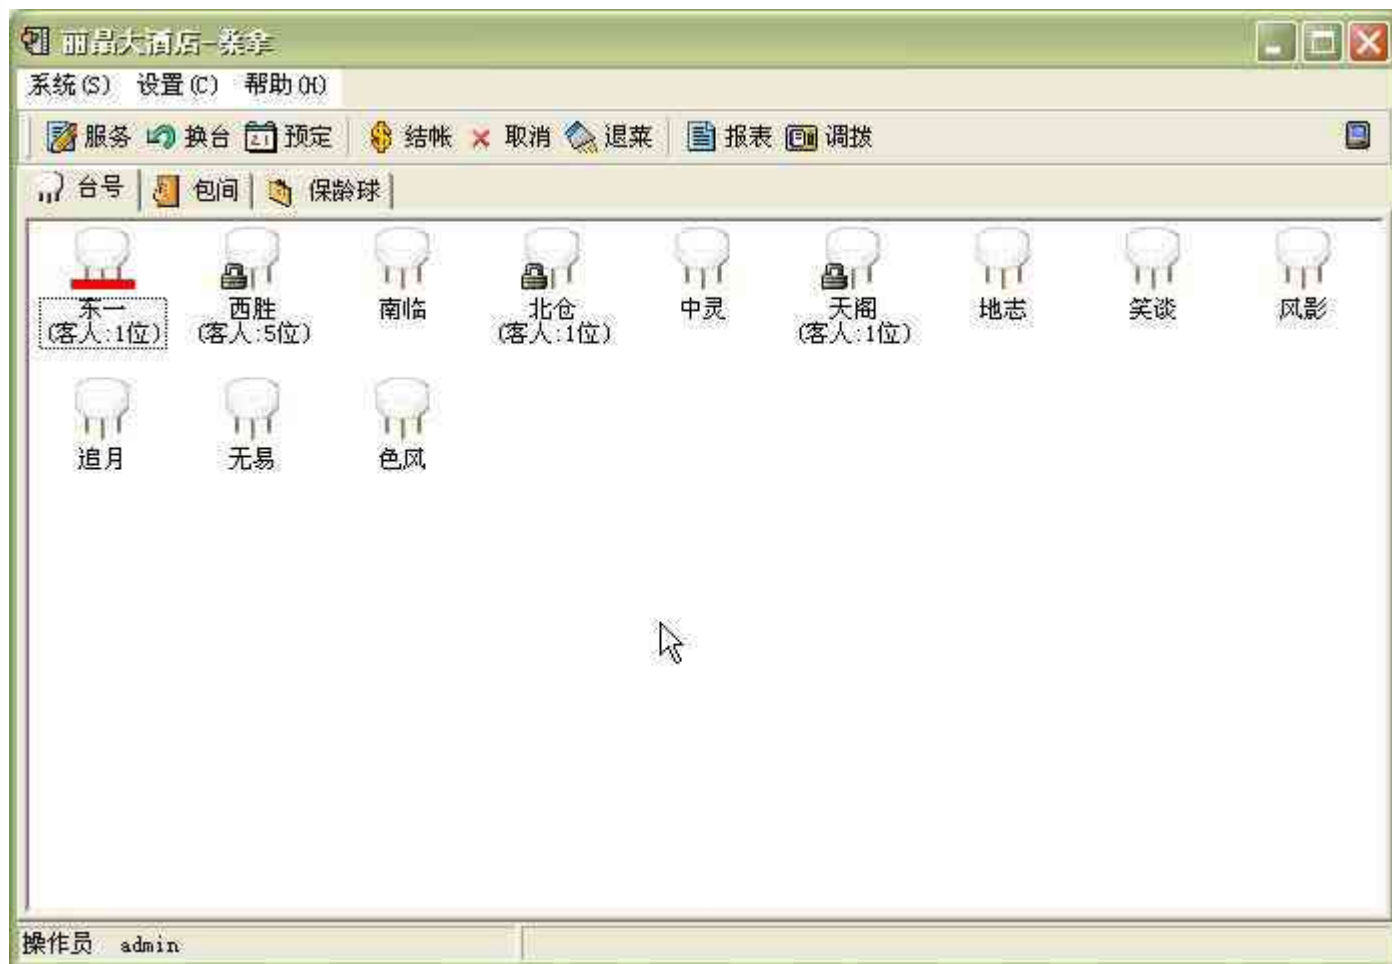 丽晶大酒店-桑拿
系统(S) 设置(C) 帮助(H)
服务 换台 预定 结帐 取消 退菜 报表 调拨
台号 包间 保龄球
东一 西胜 南临 北仓 中灵 天阁 地志 笑谈 风影
(客人:1位) (客人:5位) (客人:1位) (客人:1位)
追月 无易 色风
操作员 admin